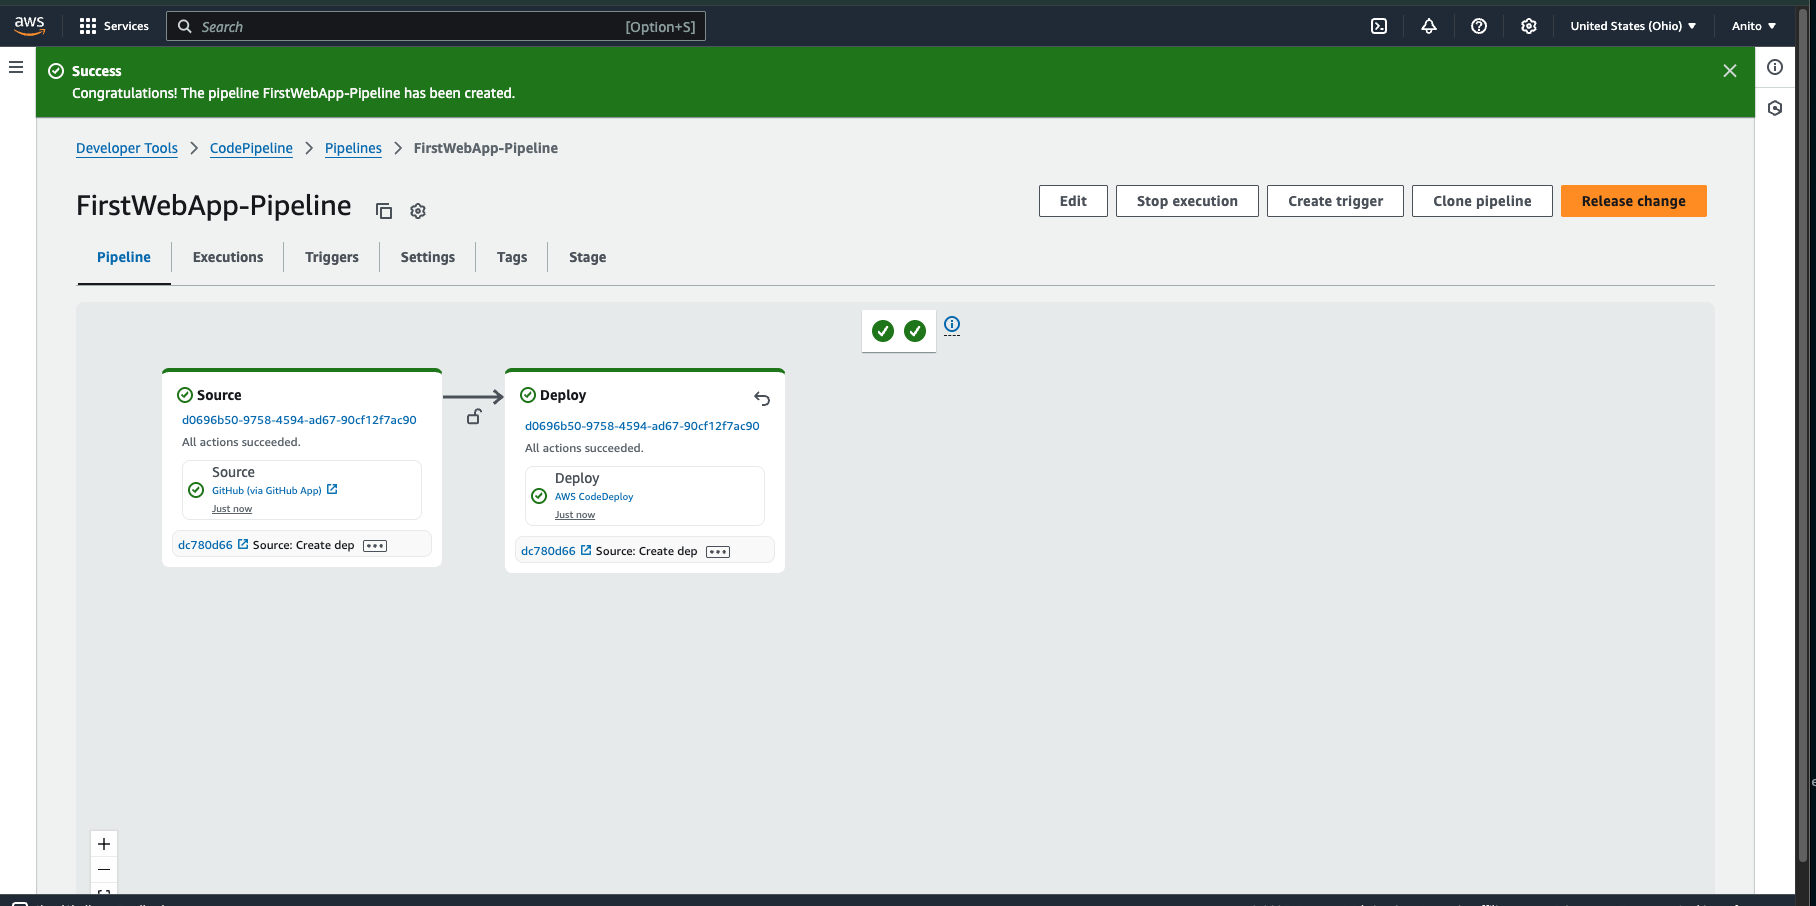 aws
Services
Search
[Option+S]
United States (Ohio)
Anito
Success
Congratulations! The pipeline FirstWebApp-Pipeline has been created.
Developer Tools
CodePipeline
Pipelines
FirstWebApp-Pipeline
FirstWebApp-Pipeline
Edit
Stop execution
Create trigger
Clone pipeline
Release change
Pipeline
Executions
Triggers
Settings
Tags
Stage
Source
d0696b50-9758-4594-ad67-90cf12f7ac90
All actions succeeded.
Source
GitHub (via GitHub App)
Just now
dc780d66 Source: Create dep
Deploy
d0696b50-9758-4594-ad67-90cf12f7ac90
All actions succeeded.
Deploy
AWS CodeDeploy
Just now
dc780d66 Source: Create dep